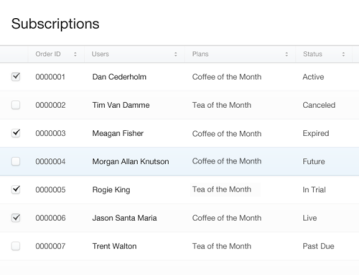 Subscriptions
Order ID Users Plans Status
0000001 Dan Cederholm Coffee of the Month Active
0000002 Tim Van Damme Tea of the Month Canceled
0000003 Meagan Fisher Coffee of the Month Expired
0000004 Morgan Allan Knutson Coffee of the Month Future
0000005 Rogie King Tea of the Month In Trial
0000006 Jason Santa Maria Coffee of the Month Live
0000007 Trent Walton Tea of the Month Past Due